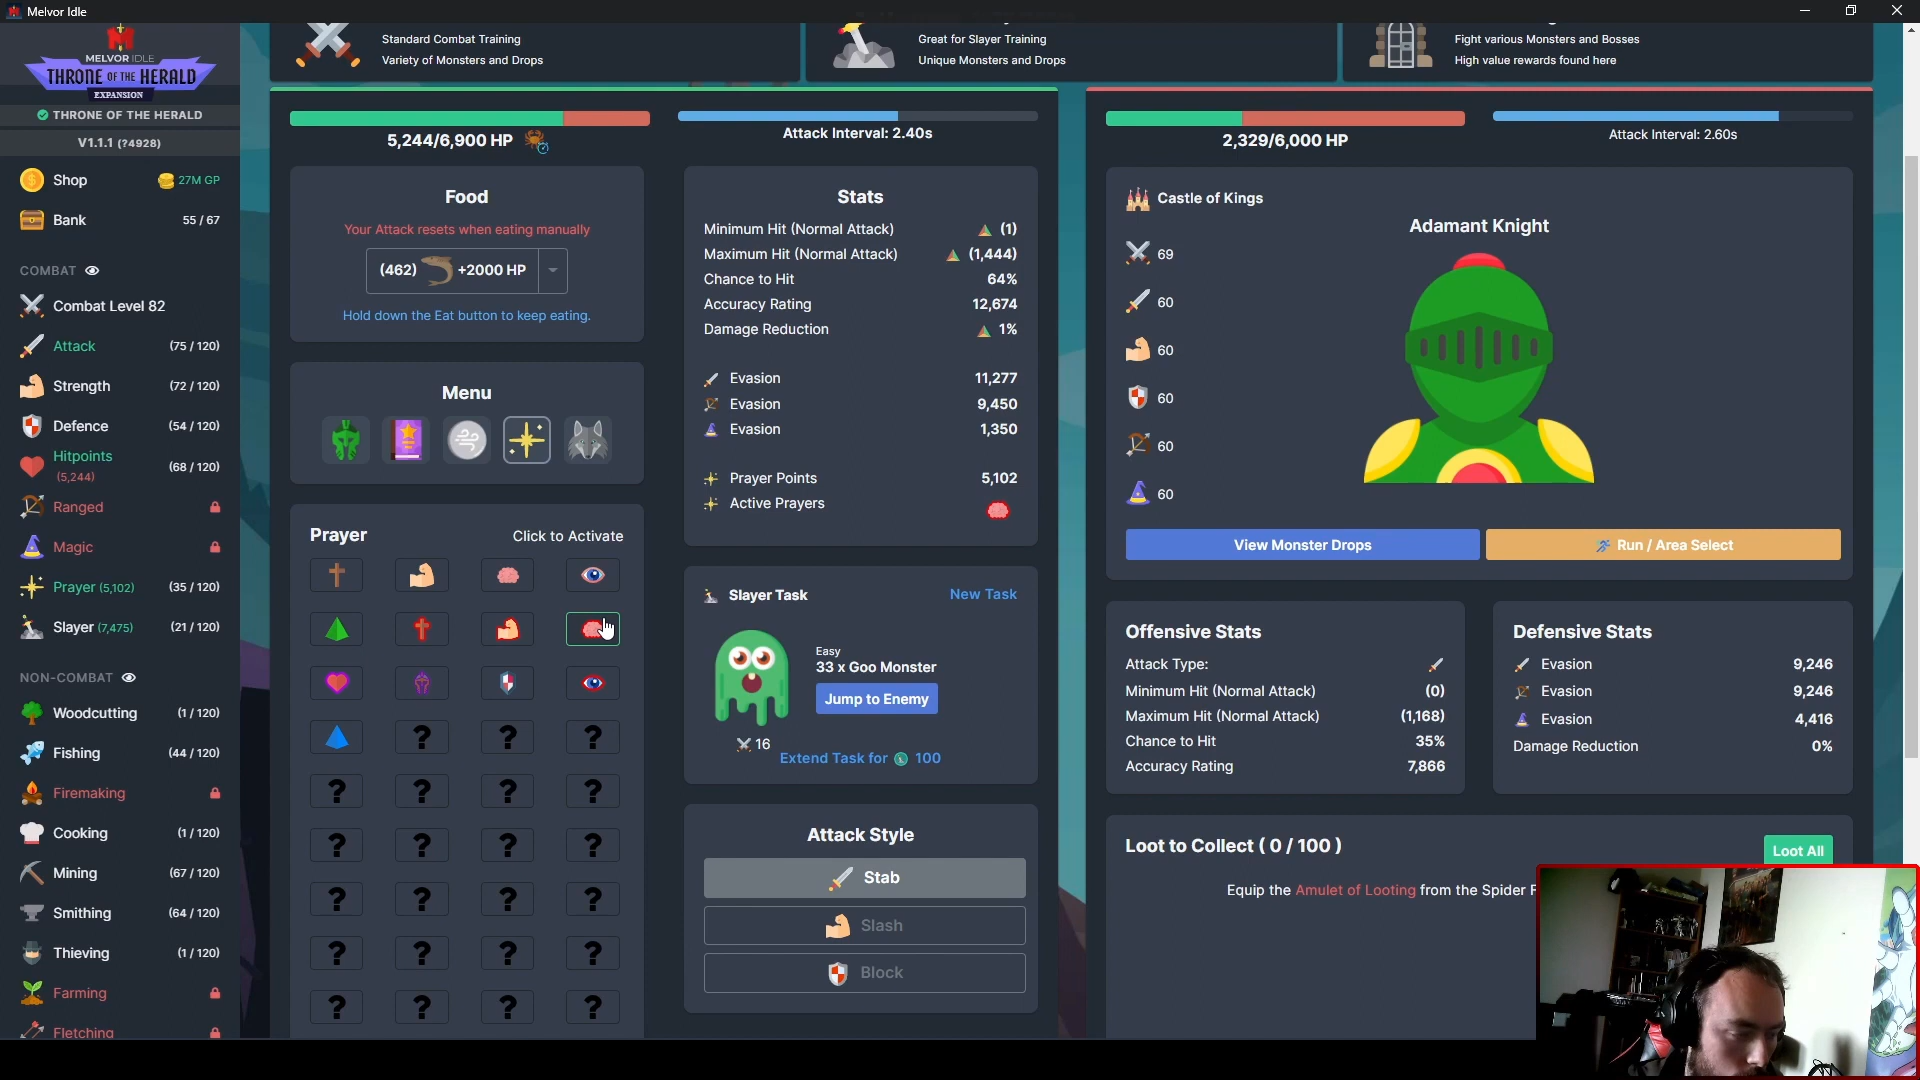 Melvor Idle
MELVOR IDLE
THRONE OF THE HERALD
EXPANSION
THRONE OF THE HERALD
V1.1.1 (?4928)
Shop 27M GP
Bank 55 / 67
COMBAT
Combat Level 82
Attack (75 / 120)
Strength (72 / 120)
Defence (54 / 120)
Hitpoints (68 / 120)
(5,244)
Ranged
Magic
Prayer (5,102) (35 / 120)
Slayer (7,475) (21 / 120)
NON-COMBAT
Woodcutting (1 / 120)
Fishing (44 / 120)
Firemaking
Cooking (1 / 120)
Mining (67 / 120)
Smithing (64 / 120)
Thieving (1 / 120)
Farming
Fletching
Standard Combat Training
Variety of Monsters and Drops
Great for Slayer Training
Unique Monsters and Drops
Fight various Monsters and Bosses
High value rewards found here
5,244/6,900 HP
Attack Interval: 2.40s
Food
Your Attack resets when eating manually
(462) +2000 HP
Hold down the Eat button to keep eating.
Menu
Prayer Click to Activate
? ? ?
? ? ? ?
? ? ? ?
? ? ? ?
? ? ? ?
? ? ? ?
Stats
Minimum Hit (Normal Attack) (1)
Maximum Hit (Normal Attack) (1,444)
Chance to Hit 64%
Accuracy Rating 12,674
Damage Reduction 1%
Evasion 11,277
Evasion 9,450
Evasion 1,350
Prayer Points 5,102
Active Prayers
Slayer Task New Task
Easy
33 x Goo Monster
Jump to Enemy
16
Extend Task for 100
Attack Style
Stab
Slash
Block
2,329/6,000 HP
Attack Interval: 2.60s
Castle of Kings
Adamant Knight
69
60
60
60
60
60
View Monster Drops
Run / Area Select
Offensive Stats
Attack Type:
Minimum Hit (Normal Attack) (0)
Maximum Hit (Normal Attack) (1,168)
Chance to Hit 35%
Accuracy Rating 7,866
Defensive Stats
Evasion 9,246
Evasion 9,246
Evasion 4,416
Damage Reduction 0%
Loot to Collect ( 0 / 100 )
Loot All
Equip the Amulet of Looting from the Spider F